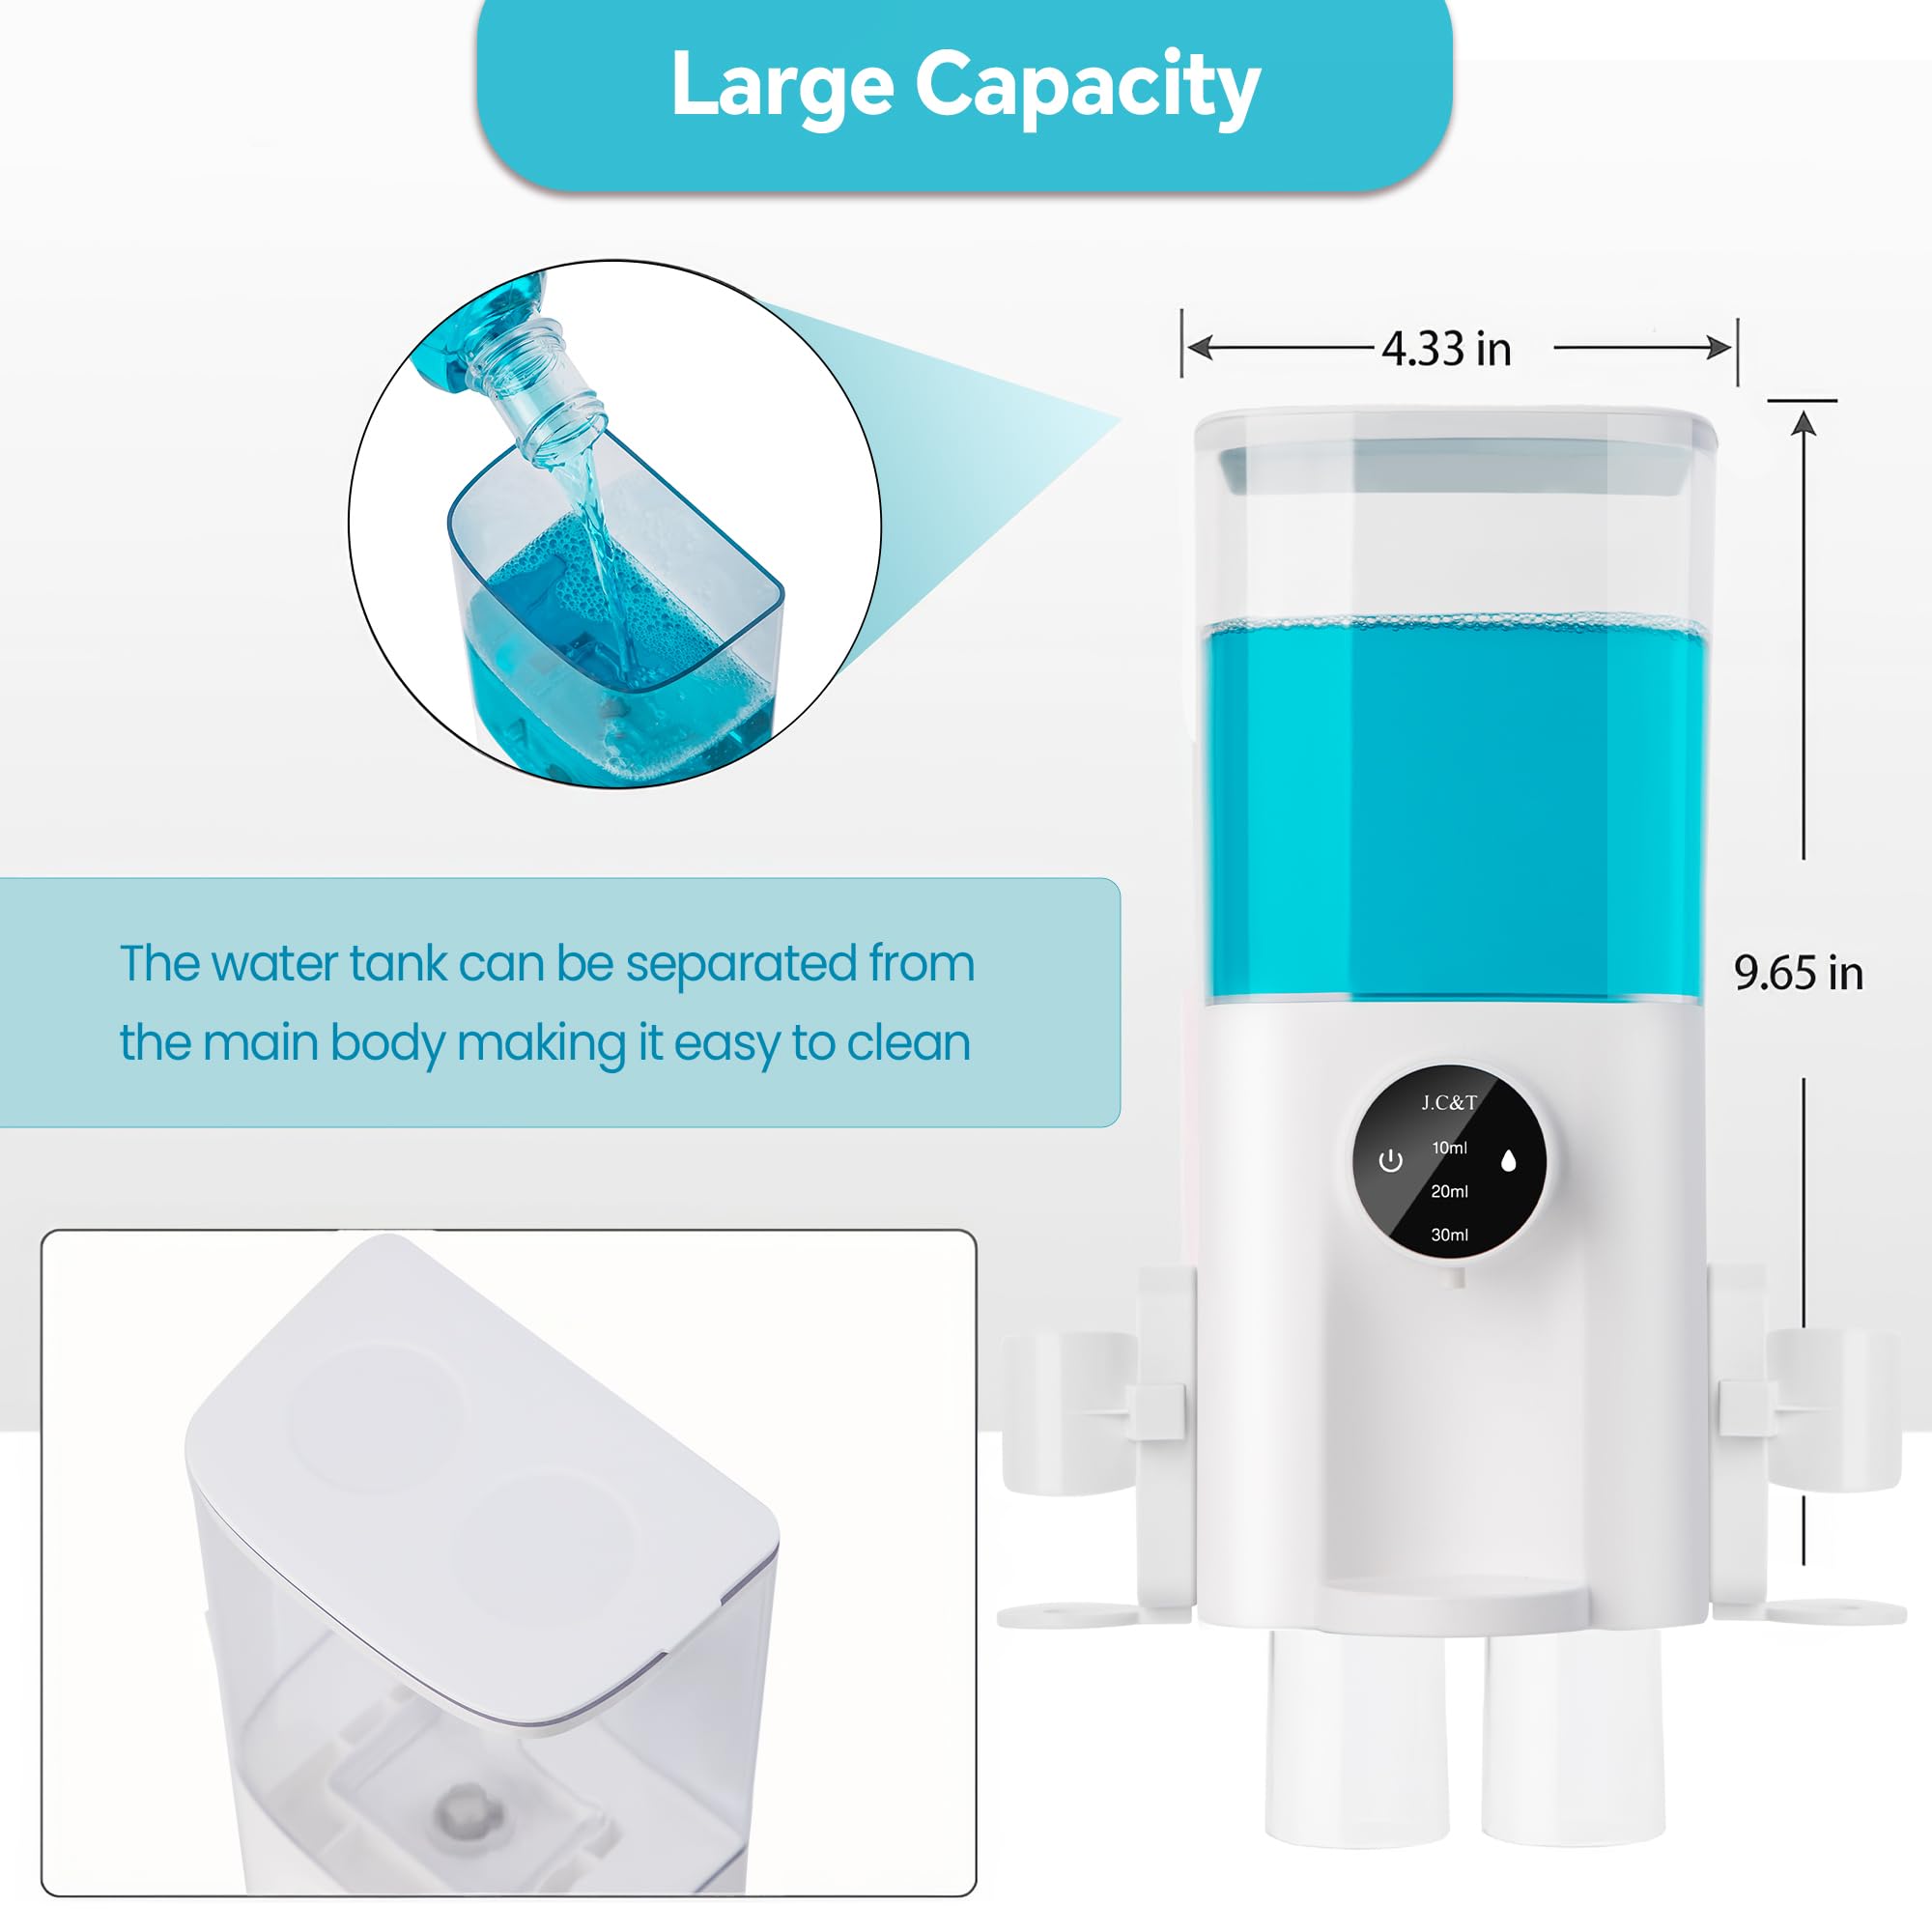 Large Capacity
4.33 in
The water tank can be separated from
the main body making it easy to clean
9.65 in
J.C&T
10ml
20ml
30ml